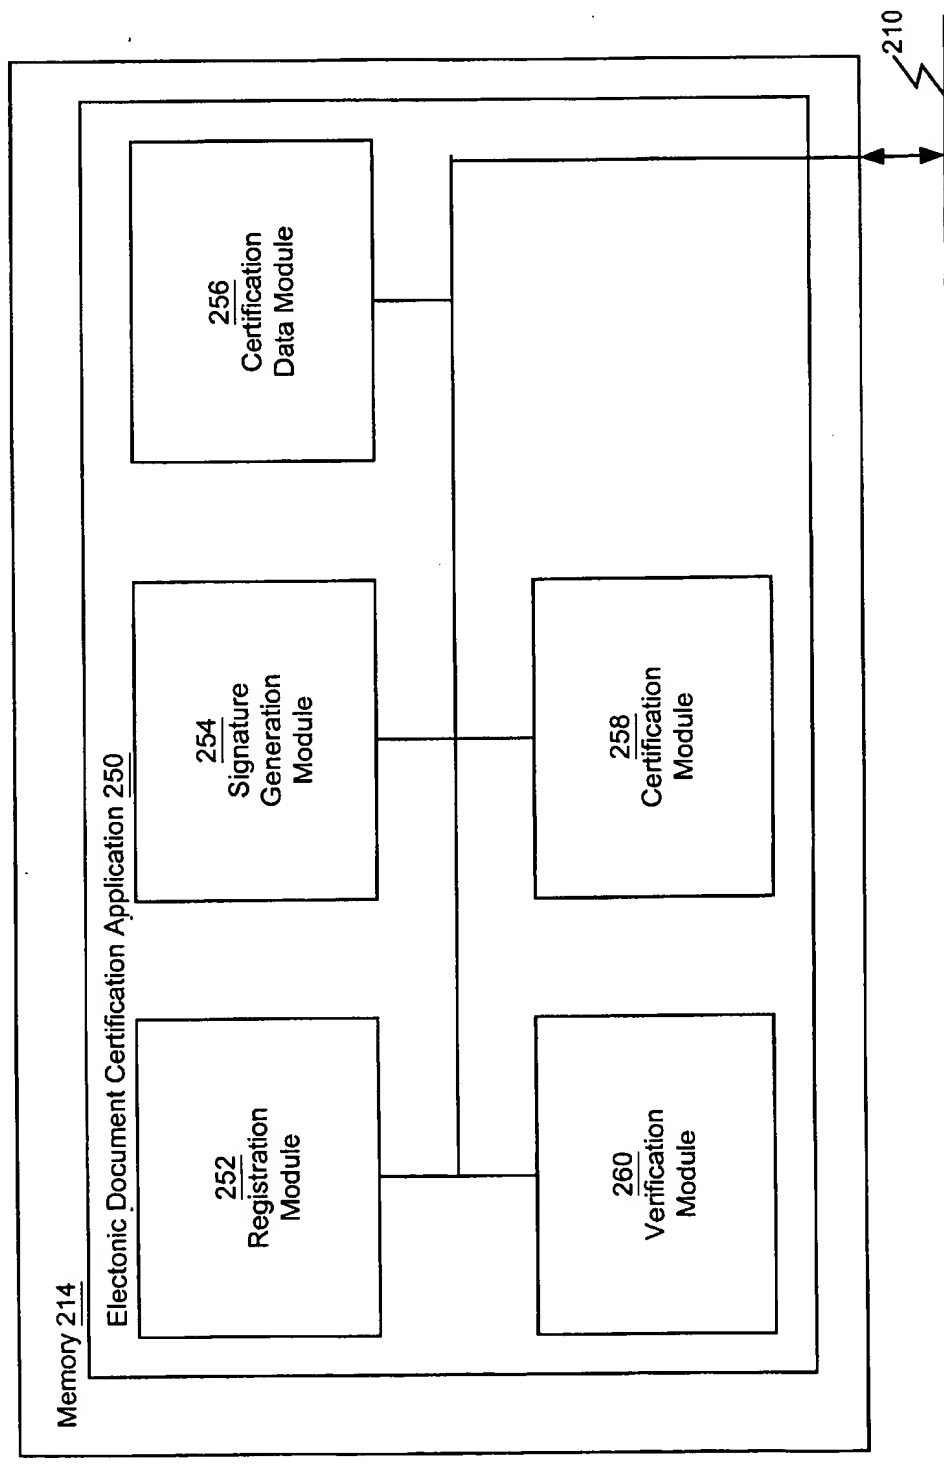 Memory 214
Electonic Document Certification Application 250
252
Registration
Module
254
Signature
Generation
Module
256
Certification
Data Module
260
Verification
Module
258
Certification
Module
210